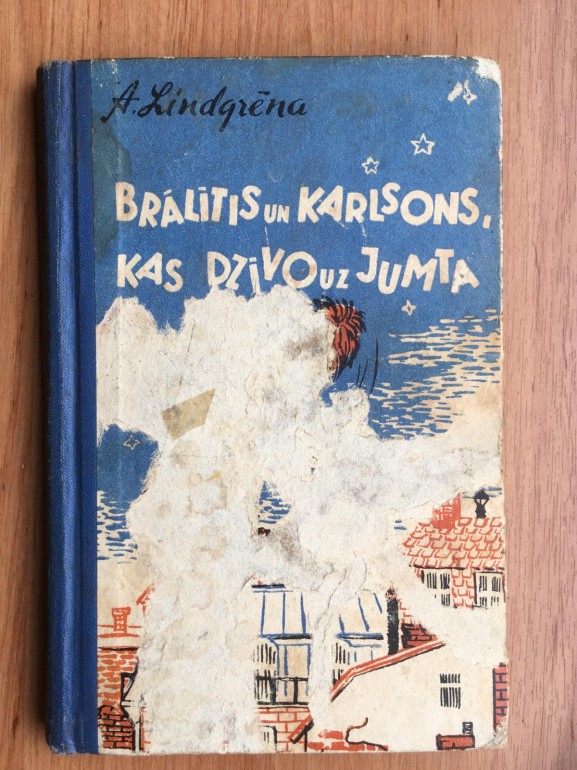 A. Lindgrēna
BRĀLĪTIS UN KARLSONS,
KAS DZĪVO UZ JUMTA